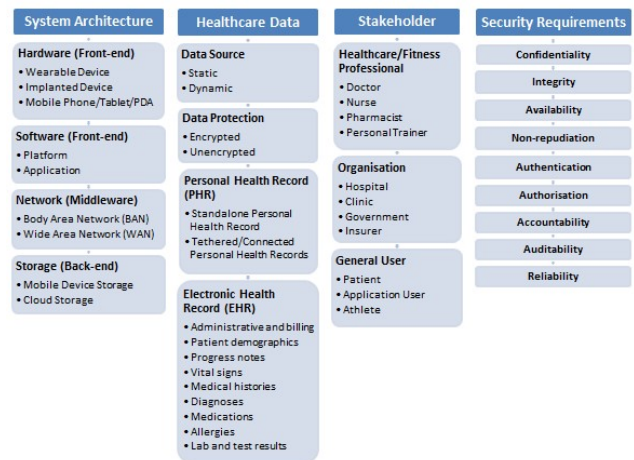 System Architecture
Hardware (Front-end)
• Wearable Device
• Implanted Device
• Mobile Phone/Tablet/PDA
Software (Front-end)
• Platform
• Application
Network (Middleware)
• Body Area Network (BAN)
• Wide Area Network (WAN)
Storage (Back-end)
• Mobile Device Storage
• Cloud Storage
Healthcare Data
Data Source
• Static
• Dynamic
Data Protection
• Encrypted
• Unencrypted
Personal Health Record
(PHR)
• Standalone Personal
Health Record
• Tethered/Connected
Personal Health Records
Electronic Health
Record (EHR)
• Administrative and billing
• Patient demographics
• Progress notes
• Vital signs
• Medical histories
• Diagnoses
• Medications
• Allergies
• Lab and test results
Stakeholder
Healthcare/Fitness
Professional
• Doctor
• Nurse
• Pharmacist
• Personal Trainer
Organisation
• Hospital
• Clinic
• Government
• Insurer
General User
• Patient
• Application User
• Athlete
Security Requirements
Confidentiality
Integrity
Availability
Non-repudiation
Authentication
Authorisation
Accountability
Auditability
Reliability